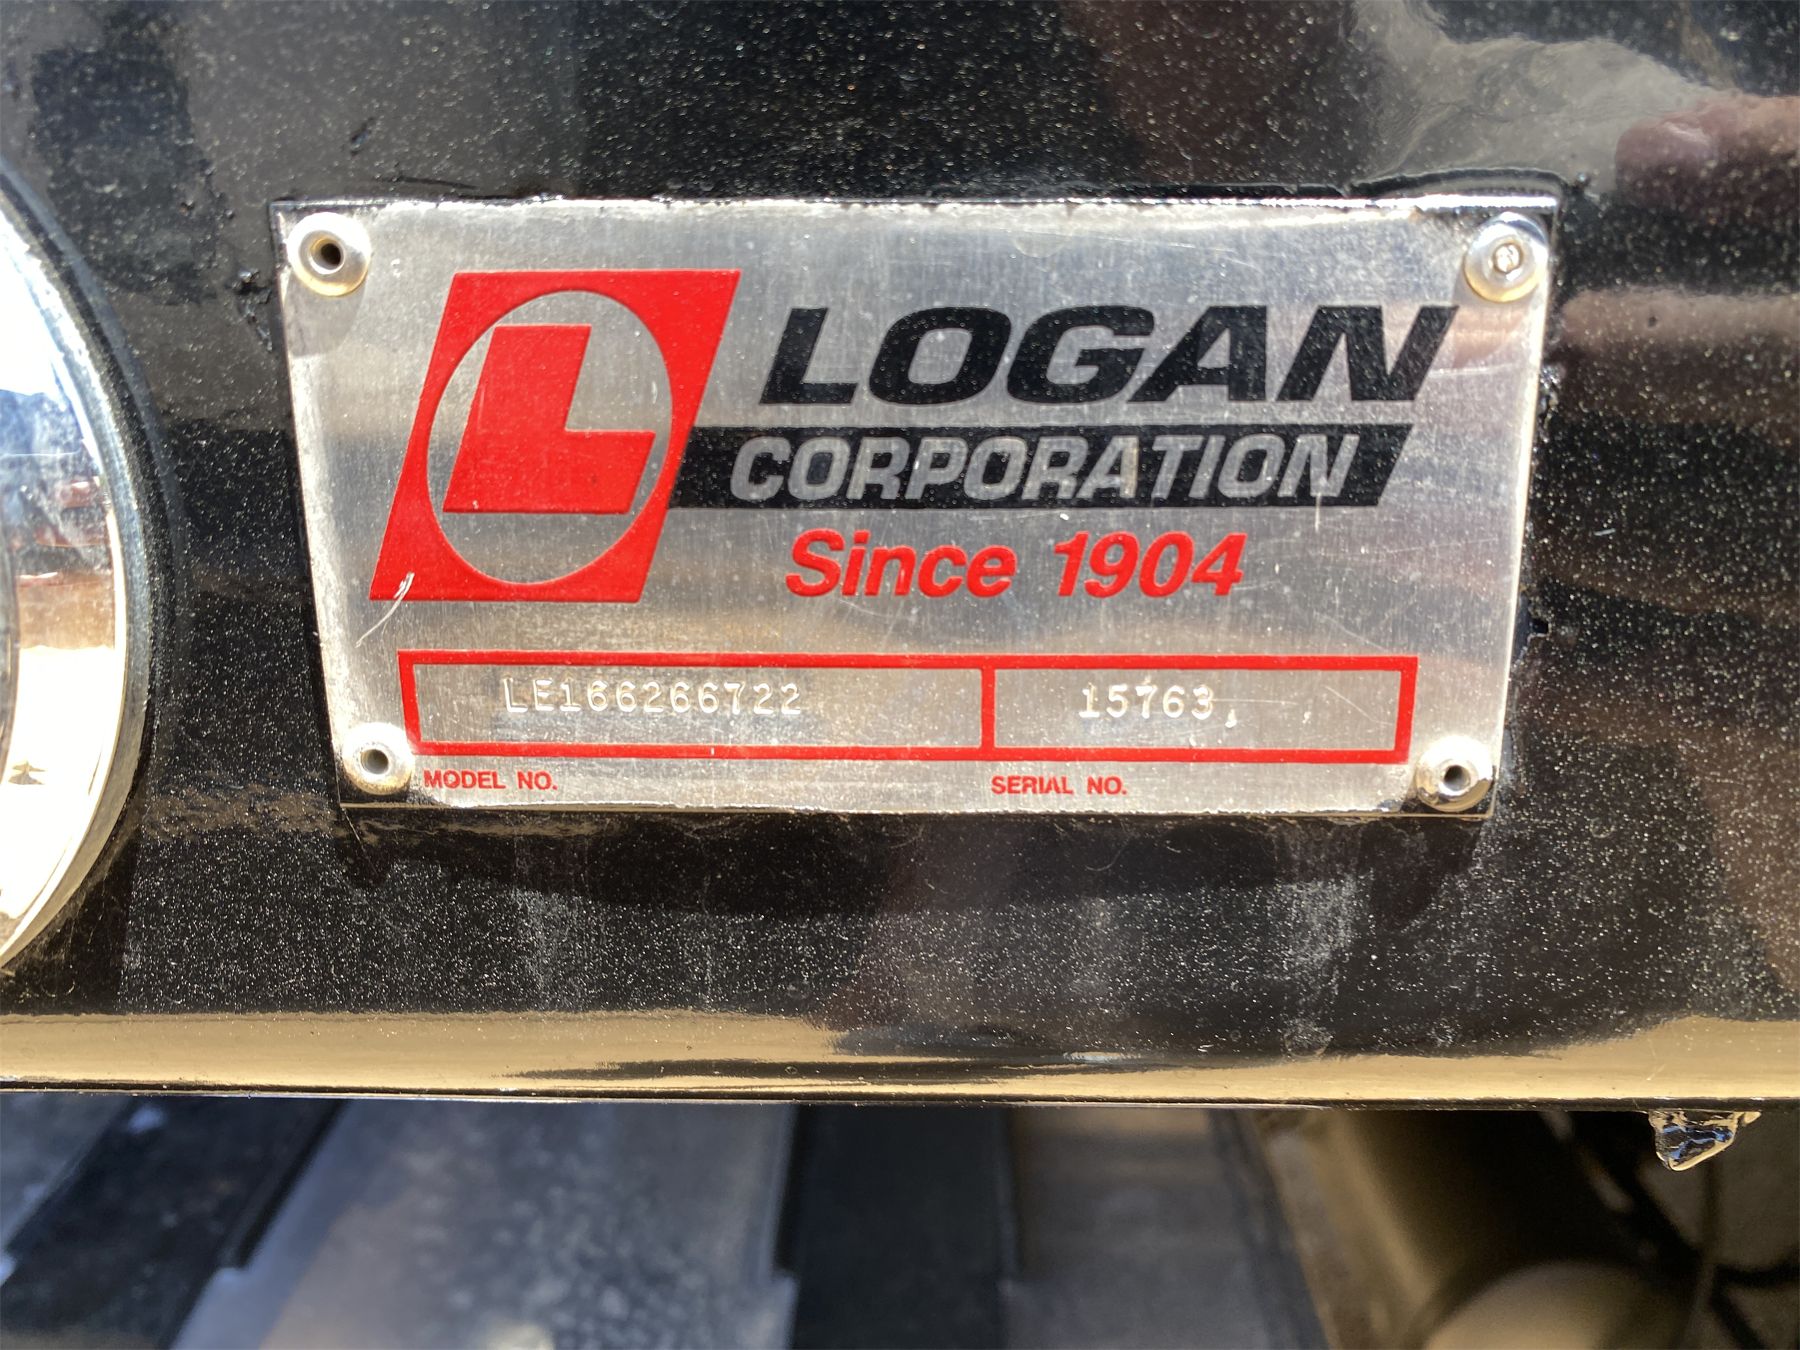 L
LOGAN
CORPORATION
Since 1904
LE166266722
15763
MODEL NO.
SERIAL NO.